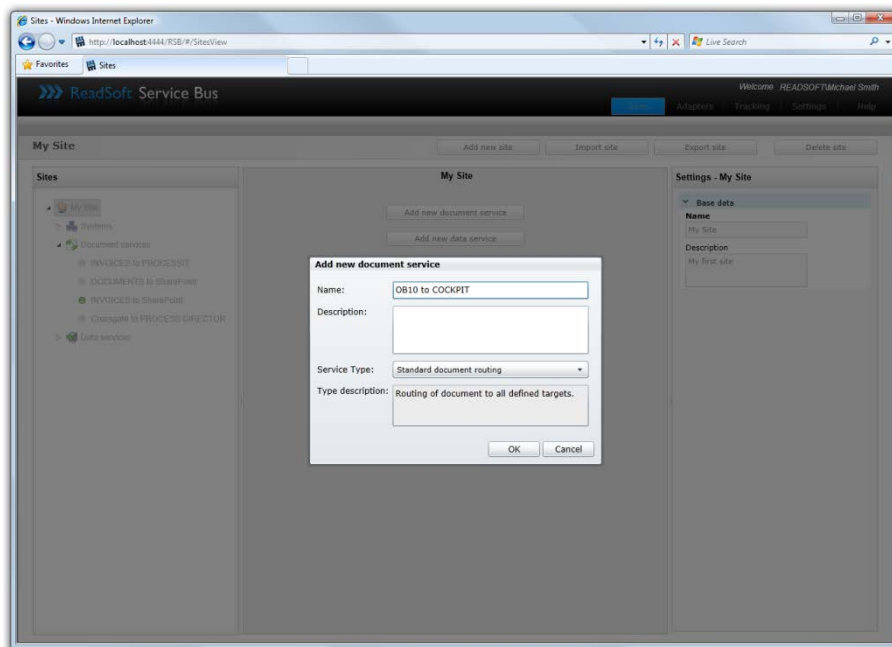 Sites - Windows Internet Explorer
http://localhost:4444/RSB/#/SitesView
Live Search
Favorites
Sites
ReadSoft Service Bus
Welcome READSOFT\Michael Smith
Sites Adaptors Tracking Settings Help
My Site
Add new site Import site Export site Delete site
Sites
My Site
Settings - My Site
My Site
Systems
Document services
INVOICES to PROCESSIT
DOCUMENTS to SharePoint
INVOICES to SharePoint
to PROCESS DIRECTOR
Data services
Add new document service
Add new data service
Base data
Name
My Site
Description
My first site
Add new document service
Name: OB10 to COCKPIT
Description:
Service Type: Standard document routing
Type description: Routing of document to all defined targets.
OK Cancel